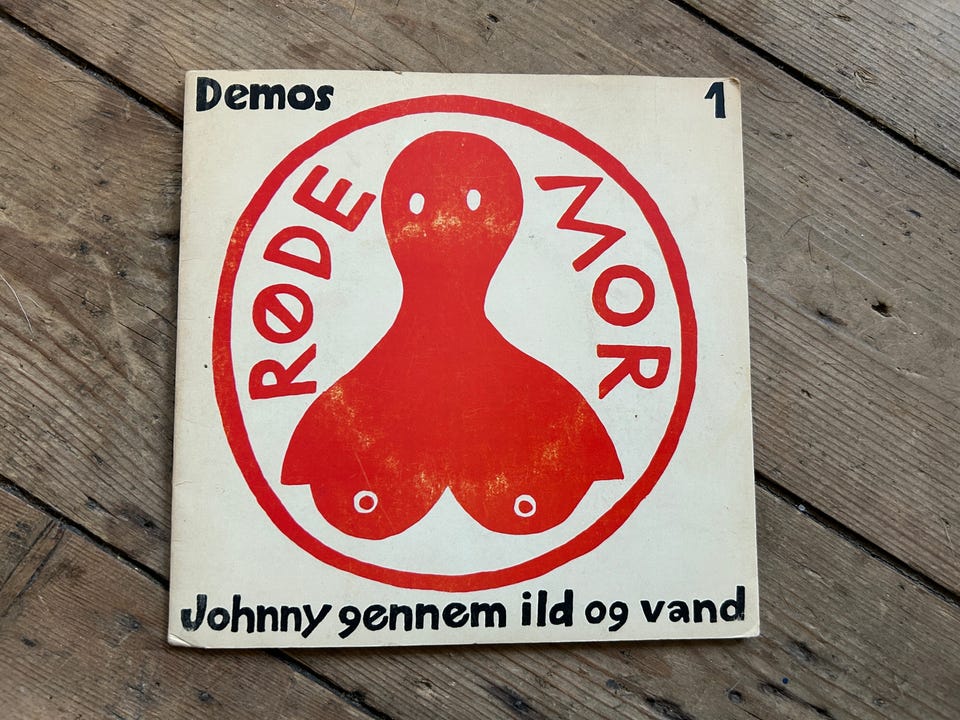 Demos
1
RØDE
MOR
Johnny gennem ild og vand